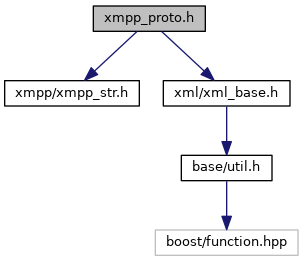 xmpp_proto.h
xmpp/xmpp_str.h
xml/xml_base.h
base/util.h
boost/function.hpp